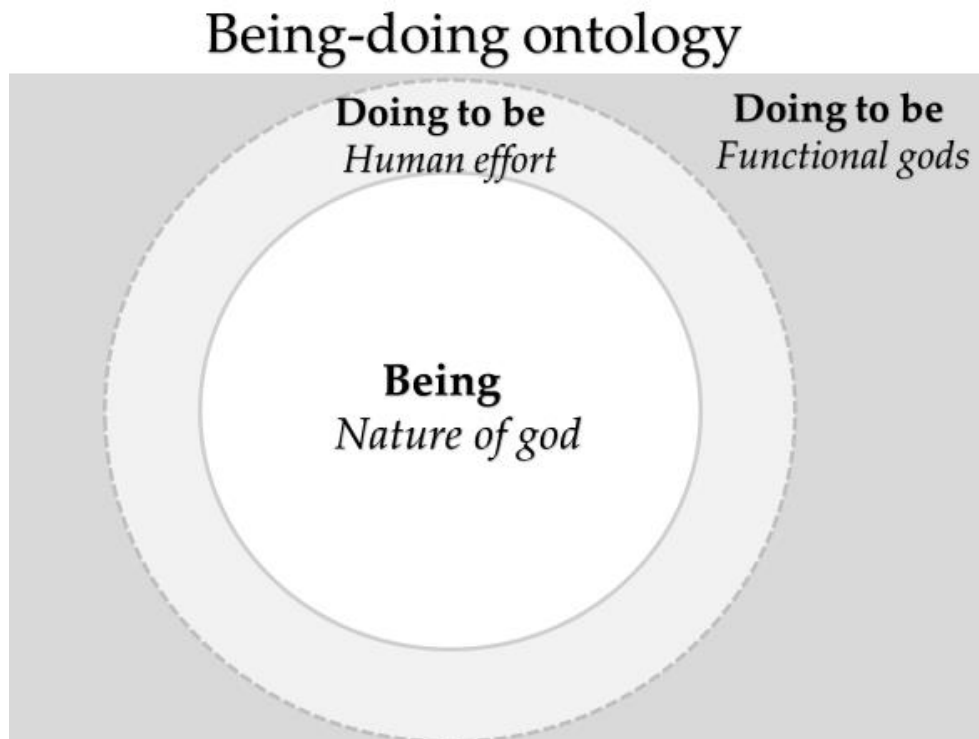 Being-doing ontology
Doing to be
Human effort
Doing to be
Functional gods
Being
Nature of god